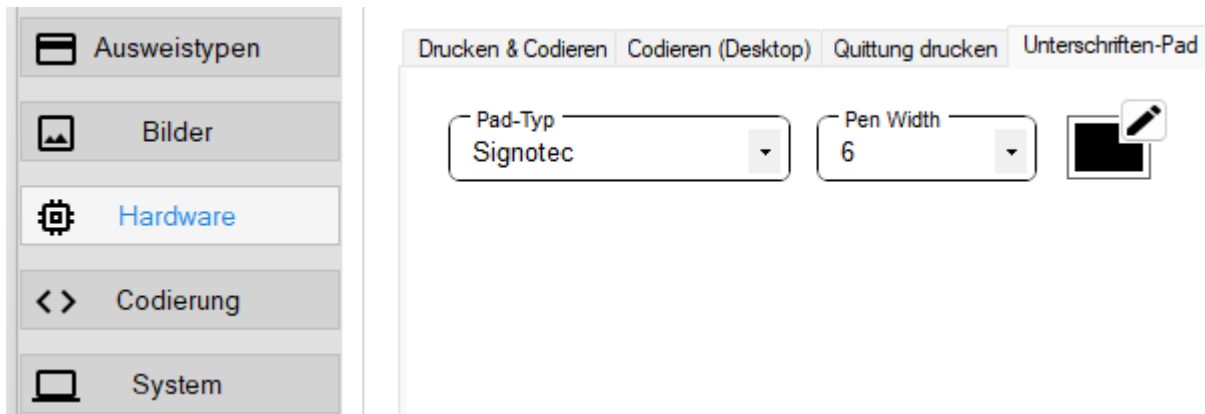 Ausweistypen
Bilder
Hardware
Codierung
System
Drucken & Codieren
Codieren (Desktop)
Quittung drucken
Unterschriften-Pad
Pad-Typ
Signotec
Pen Width
6